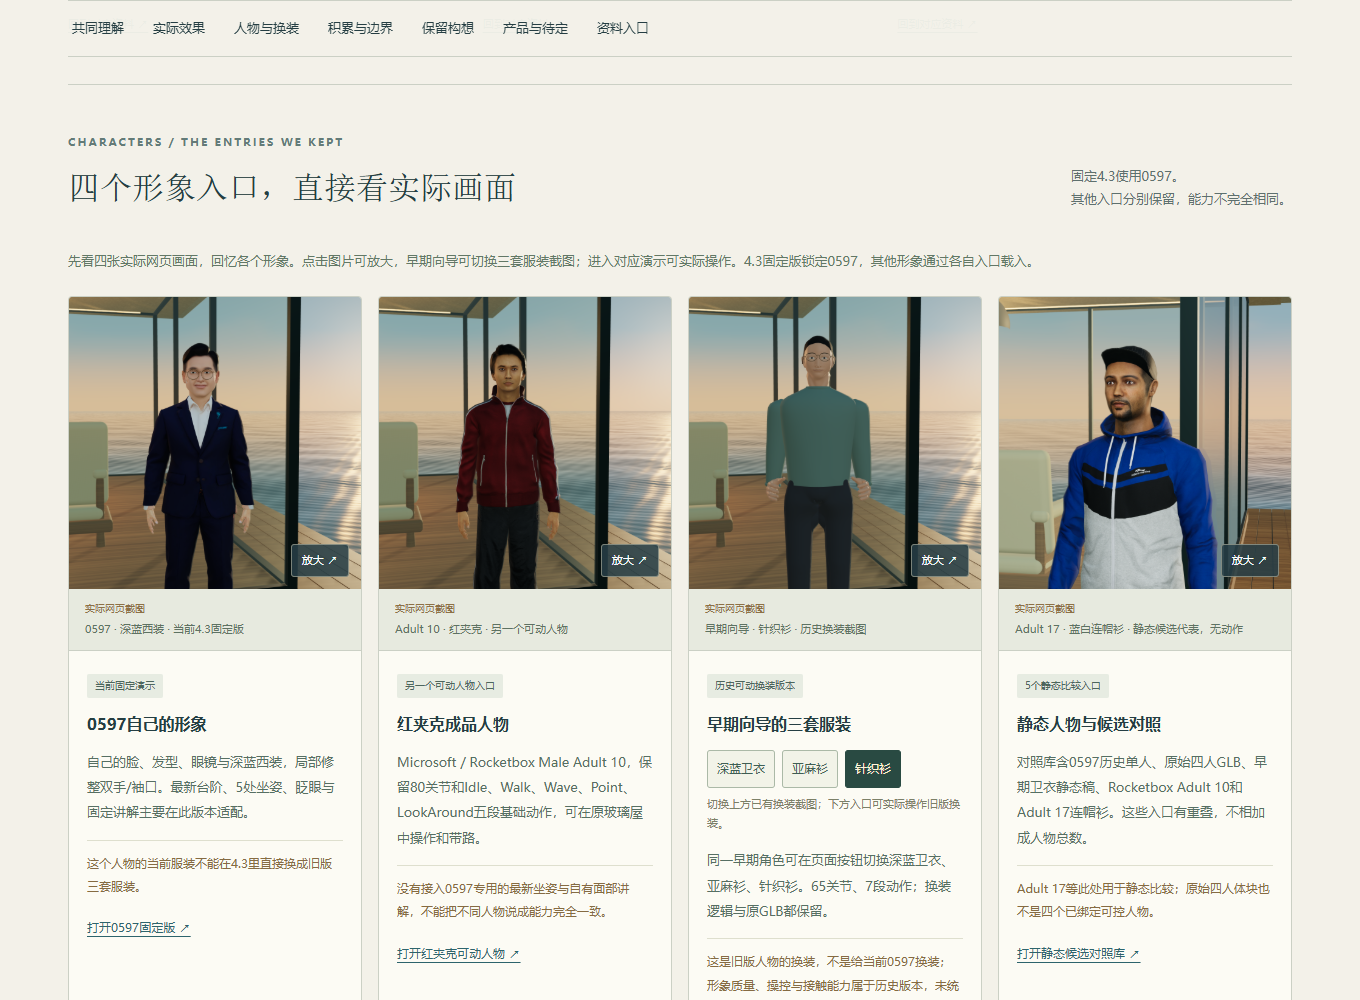 共同理解 实际效果 人物与换装 积累与边界 保留构想 产品与待定 资料入口
CHARACTERS / THE ENTRIES WE KEPT
四个形象入口，直接看实际画面
固定4.3使用0597。
其他入口分别保留，能力不完全相同。
先看四张实际网页画面，回忆各个形象。点击图片可放大，早期向导可切换三套服装截图；进入对应演示可实际操作。4.3固定版锁定0597，其他形象通过各自入口载入。
放大 ↗
实际网页截图
0597 · 深蓝西装 · 当前4.3固定版
当前固定演示
0597自己的形象
自己的脸、发型、眼镜与深蓝西装，局部修
整双手/袖口。最新台阶、5处坐姿、眨眼与
固定讲解主要在此版本适配。
这个人物的当前服装不能在4.3里直接换成旧版
三套服装。
打开0597固定版 ↗
放大 ↗
实际网页截图
Adult 10 · 红夹克 · 另一个可动人物
另一个可动人物入口
红夹克成品人物
Microsoft / Rocketbox Male Adult 10，保
留80关节和Idle、Walk、Wave、Point、
LookAround五段基础动作，可在原玻璃屋
中操作和带路。
没有接入0597专用的最新坐姿与自有面部讲
解，不能把不同人物说成能力完全一致。
打开红夹克可动人物 ↗
放大 ↗
实际网页截图
早期向导 · 针织衫 · 历史换装截图
历史可动换装版本
早期向导的三套服装
深蓝卫衣 亚麻衫 针织衫
切换上方已有换装截图；下方入口可实际操作旧版换
装。
同一早期角色可在页面按钮切换深蓝卫衣、
亚麻衫、针织衫。65关节、7段动作；换装
逻辑与原GLB都保留。
这是旧版人物的换装，不是给当前0597换装；
形象质量、操控与接触能力属于历史版本，未统
放大 ↗
实际网页截图
Adult 17 · 蓝白连帽衫 · 静态候选代表，无动作
5个静态比较入口
静态人物与候选对照
对照库含0597历史单人、原始四人GLB、早
期卫衣静态稿、Rocketbox Adult 10和
Adult 17连帽衫。这些入口有重叠，不相加
成人物总数。
Adult 17等此处用于静态比较；原始四人体块也
不是四个已绑定可控人物。
打开静态候选对照库 ↗